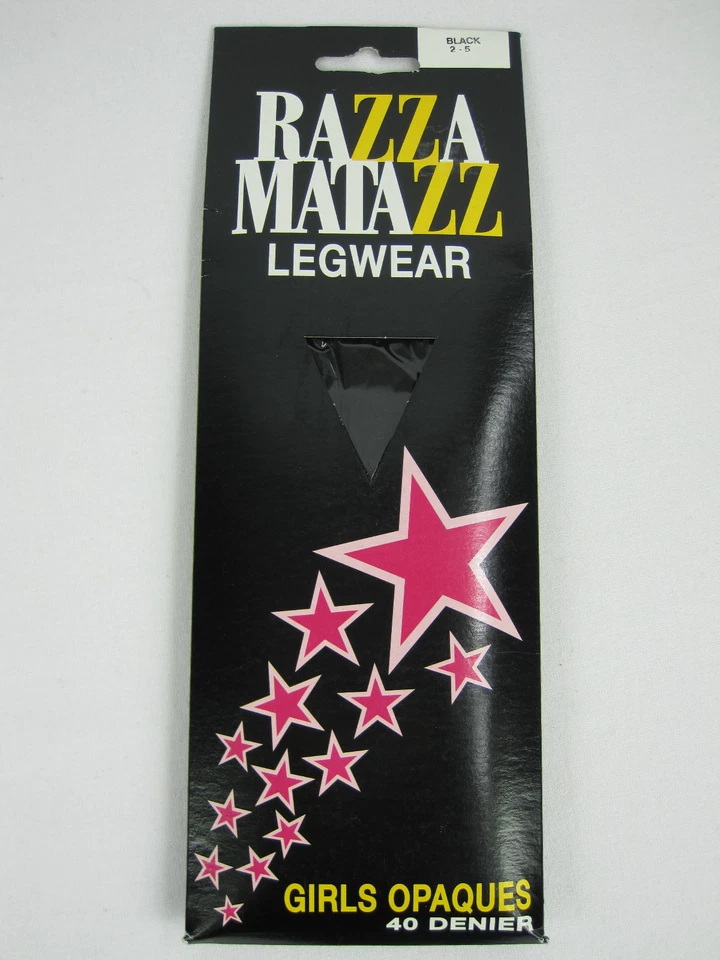 BLACK
2 - 5
RAZZA
MATAZZ
LEGWEAR
GIRLS OPAQUES
40 DENIER